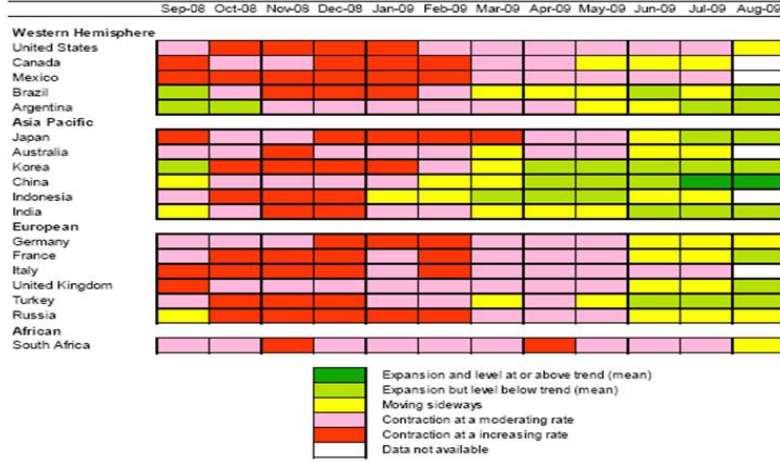 Sep-08 Oct-08 Nov-08 Dec-08 Jan-09 Feb-09 Mar-09 Apr-09 May-09 Jun-09 Jul-09 Aug-09
Western Hemisphere
United States
Canada
Mexico
Brazil
Argentina
Asia Pacific
Japan
Australia
Korea
China
Indonesia
India
European
Germany
France
Italy
United Kingdom
Turkey
Russia
African
South Africa
Expansion and level at or above trend (mean)
Expansion but level below trend (mean)
Moving sideways
Contraction at a moderating rate
Contraction at a increasing rate
Data not available